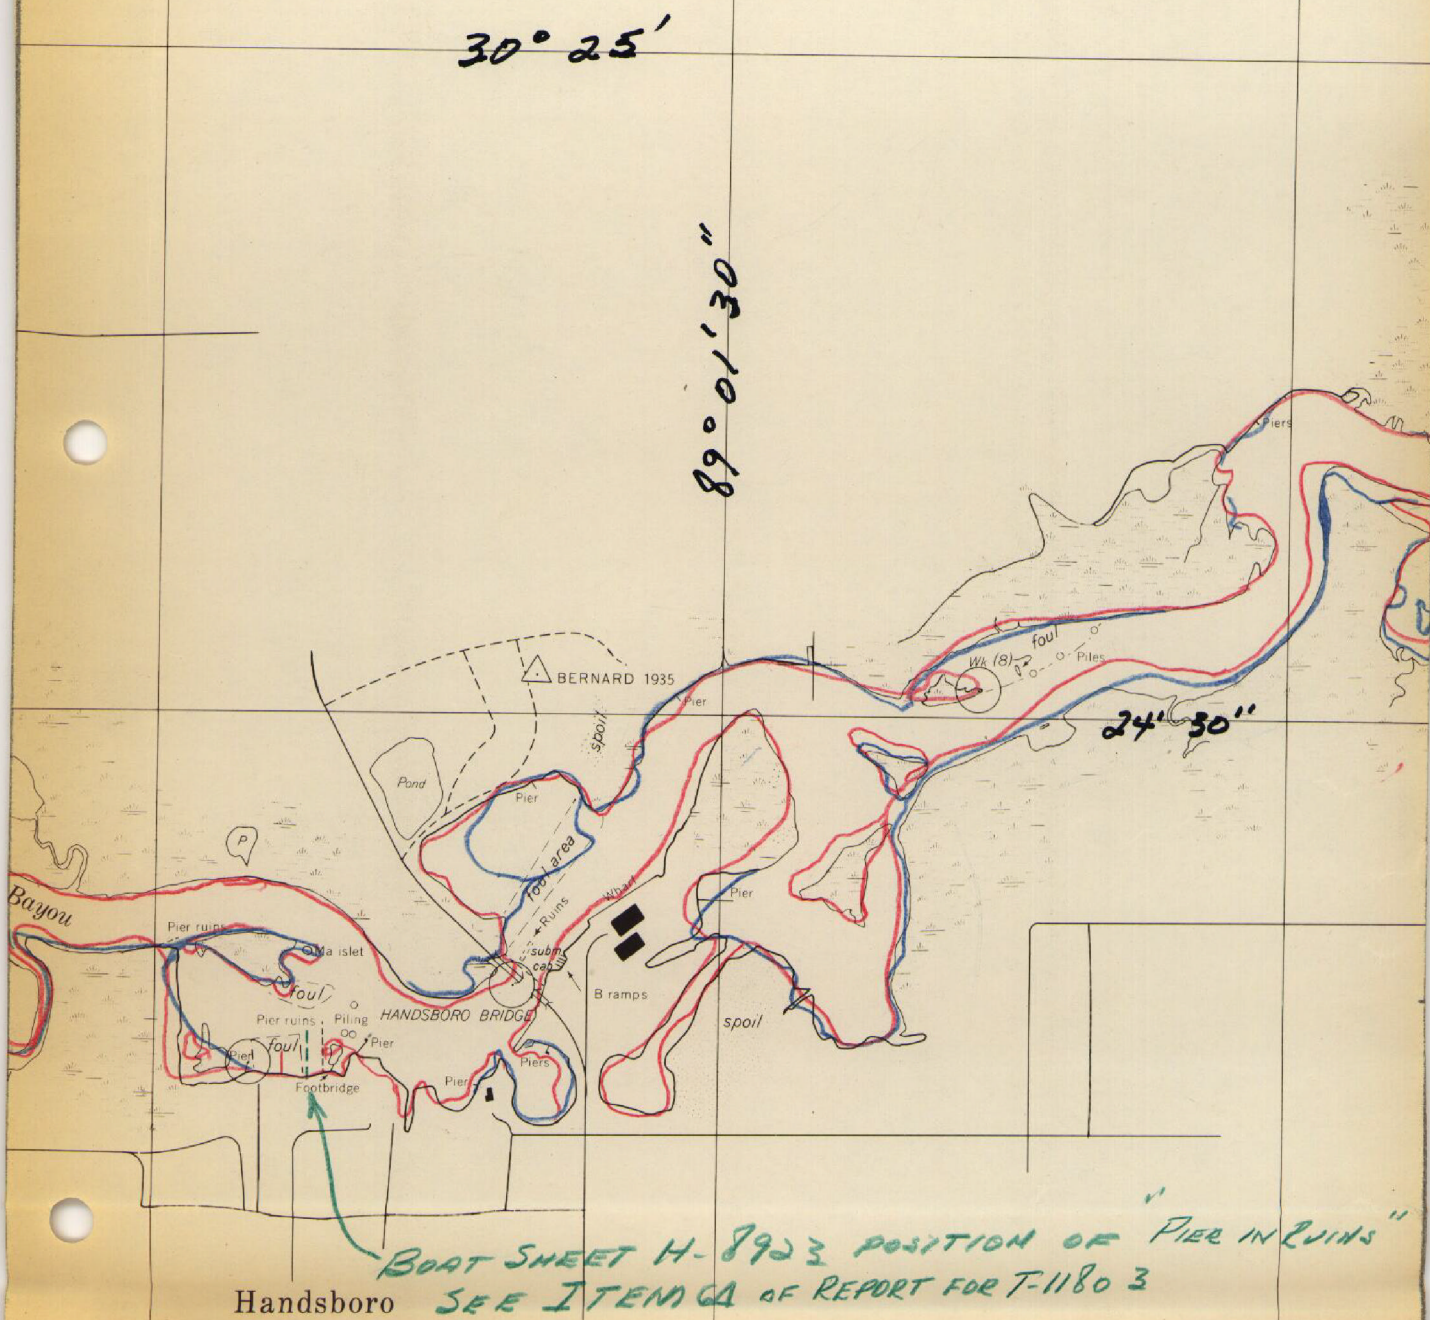 30° 25'
89° 01' 30"
Piers
Wk (8)
foul
Piles
BERNARD 1935
Pier
24' 30"
spoil
Pond
Pier
foul area
P
Wharf
Pier
Bayou
Ruins
Pier ruins
Ma islet
subm
cab
foul
B ramps
HANDSBORO BRIDGE
Pier ruins
Piling
spoil
foul
Pier
Pier
Piers
Footbridge
Pier
BOAT SHEET H-8923 POSITION OF "PIER IN RUINS"
SEE ITEM 6A OF REPORT FOR T-11803
Handsboro